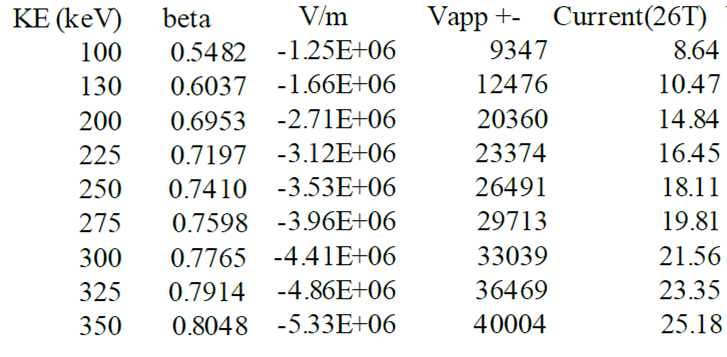 KE (keV) beta V/m Vapp +- Current(26T)
100 0.5482 -1.25E+06 9347 8.64
130 0.6037 -1.66E+06 12476 10.47
200 0.6953 -2.71E+06 20360 14.84
225 0.7197 -3.12E+06 23374 16.45
250 0.7410 -3.53E+06 26491 18.11
275 0.7598 -3.96E+06 29713 19.81
300 0.7765 -4.41E+06 33039 21.56
325 0.7914 -4.86E+06 36469 23.35
350 0.8048 -5.33E+06 40004 25.18